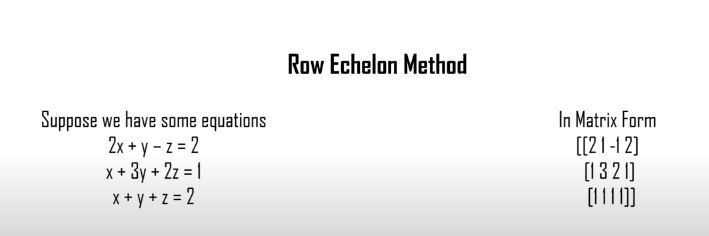 Row Echelon Method
Suppose we have some equations
2x + y – z = 2
x + 3y + 2z = 1
x + y + z = 2
In Matrix Form
[[2 1 -1 2]
[1 3 2 1]
[1 1 1 1]]